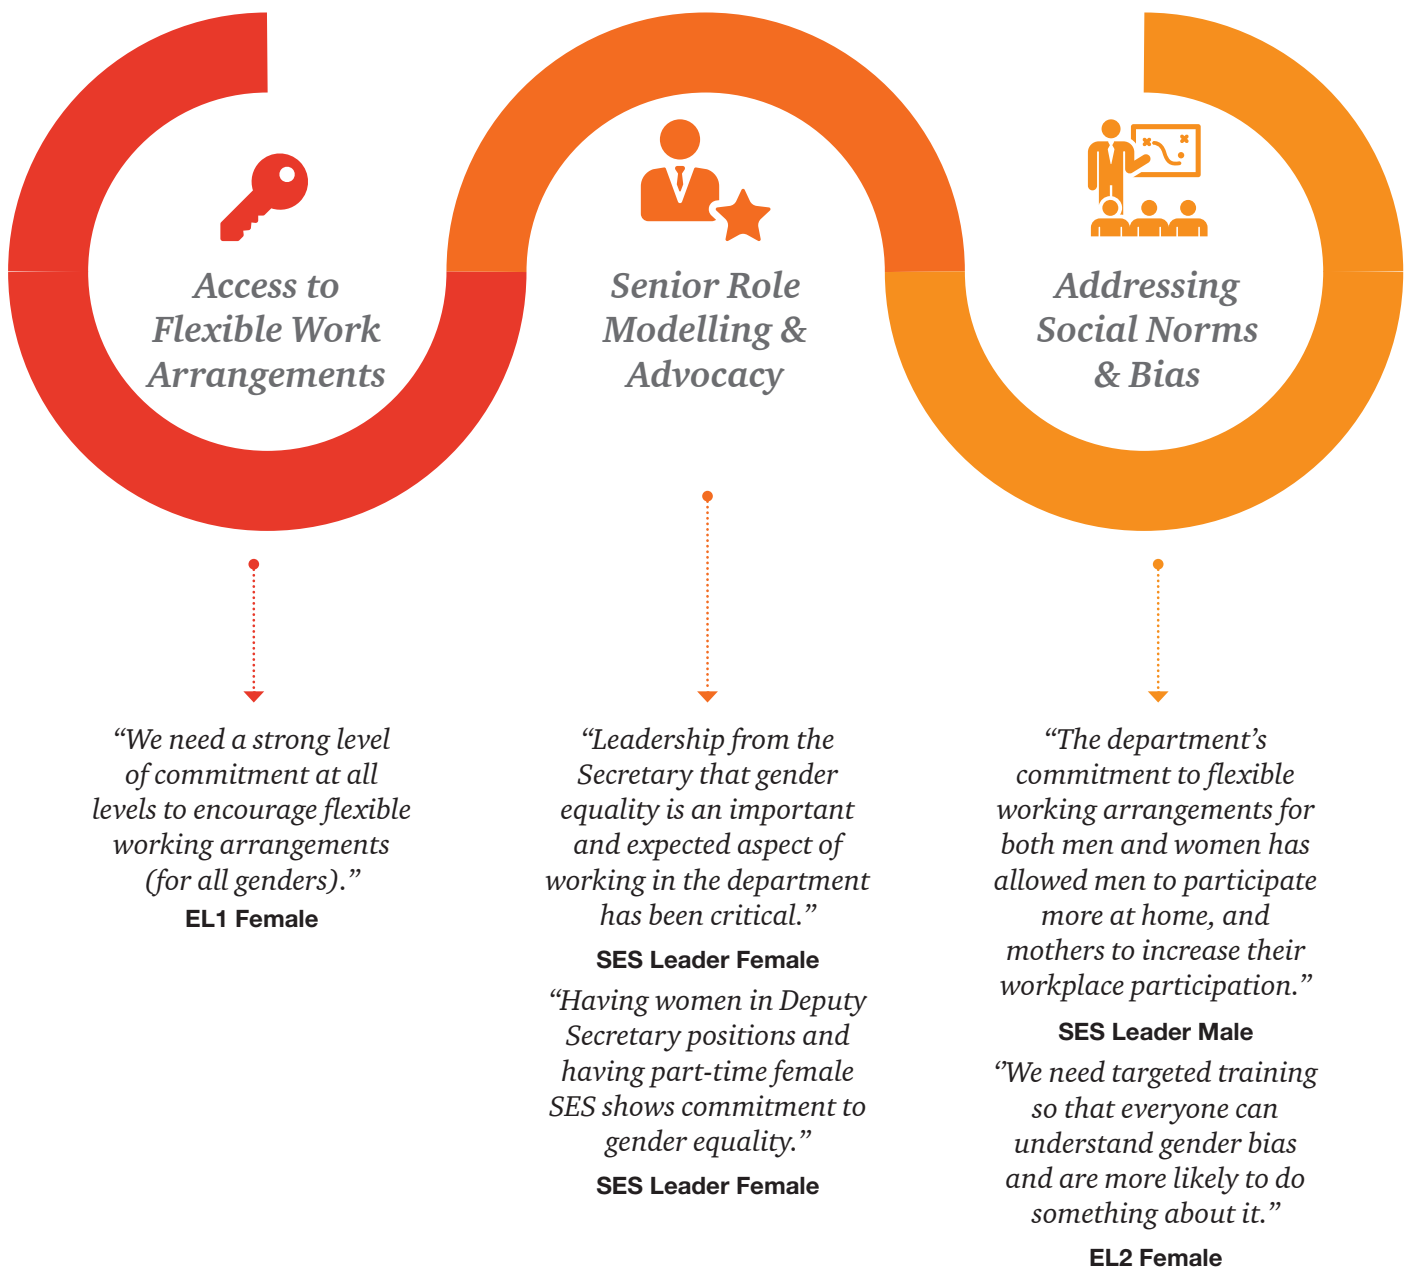 Access to
Flexible Work
Arrangements
Senior Role
Modelling &
Advocacy
Addressing
Social Norms
& Bias
“We need a strong level
of commitment at all
levels to encourage flexible
working arrangements
(for all genders).”
EL1 Female
“Leadership from the
Secretary that gender
equality is an important
and expected aspect of
working in the department
has been critical.”
SES Leader Female
“Having women in Deputy
Secretary positions and
having part-time female
SES shows commitment to
gender equality.”
SES Leader Female
“The department’s
commitment to flexible
working arrangements for
both men and women has
allowed men to participate
more at home, and
mothers to increase their
workplace participation.”
SES Leader Male
‘’We need targeted training
so that everyone can
understand gender bias
and are more likely to do
something about it.”
EL2 Female